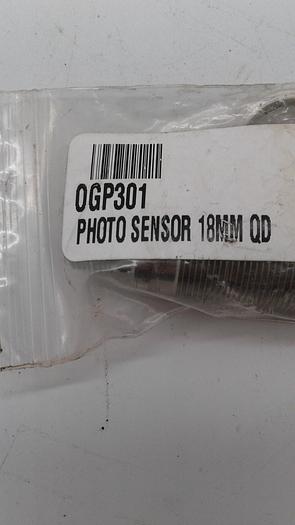 OGP301
PHOTO SENSOR 18MM QD